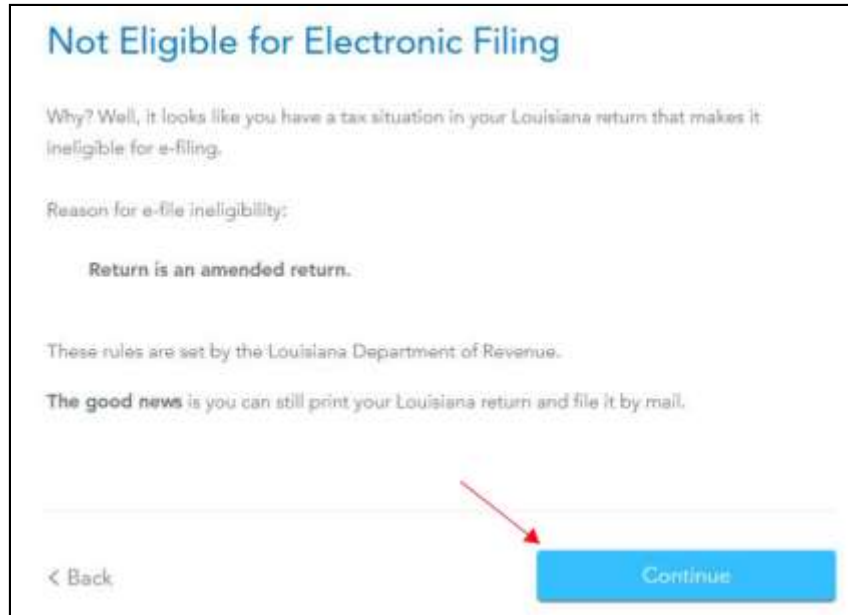 Not Eligible for Electronic Filing
Why? Well, it looks like you have a tax situation in your Louisiana return that makes it
ineligible for e-filing.
Reason for e-file ineligibility:
Return is an amended return.
These rules are set by the Louisiana Department of Revenue.
The good news is you can still print your Louisiana return and file it by mail.
< Back
Continue